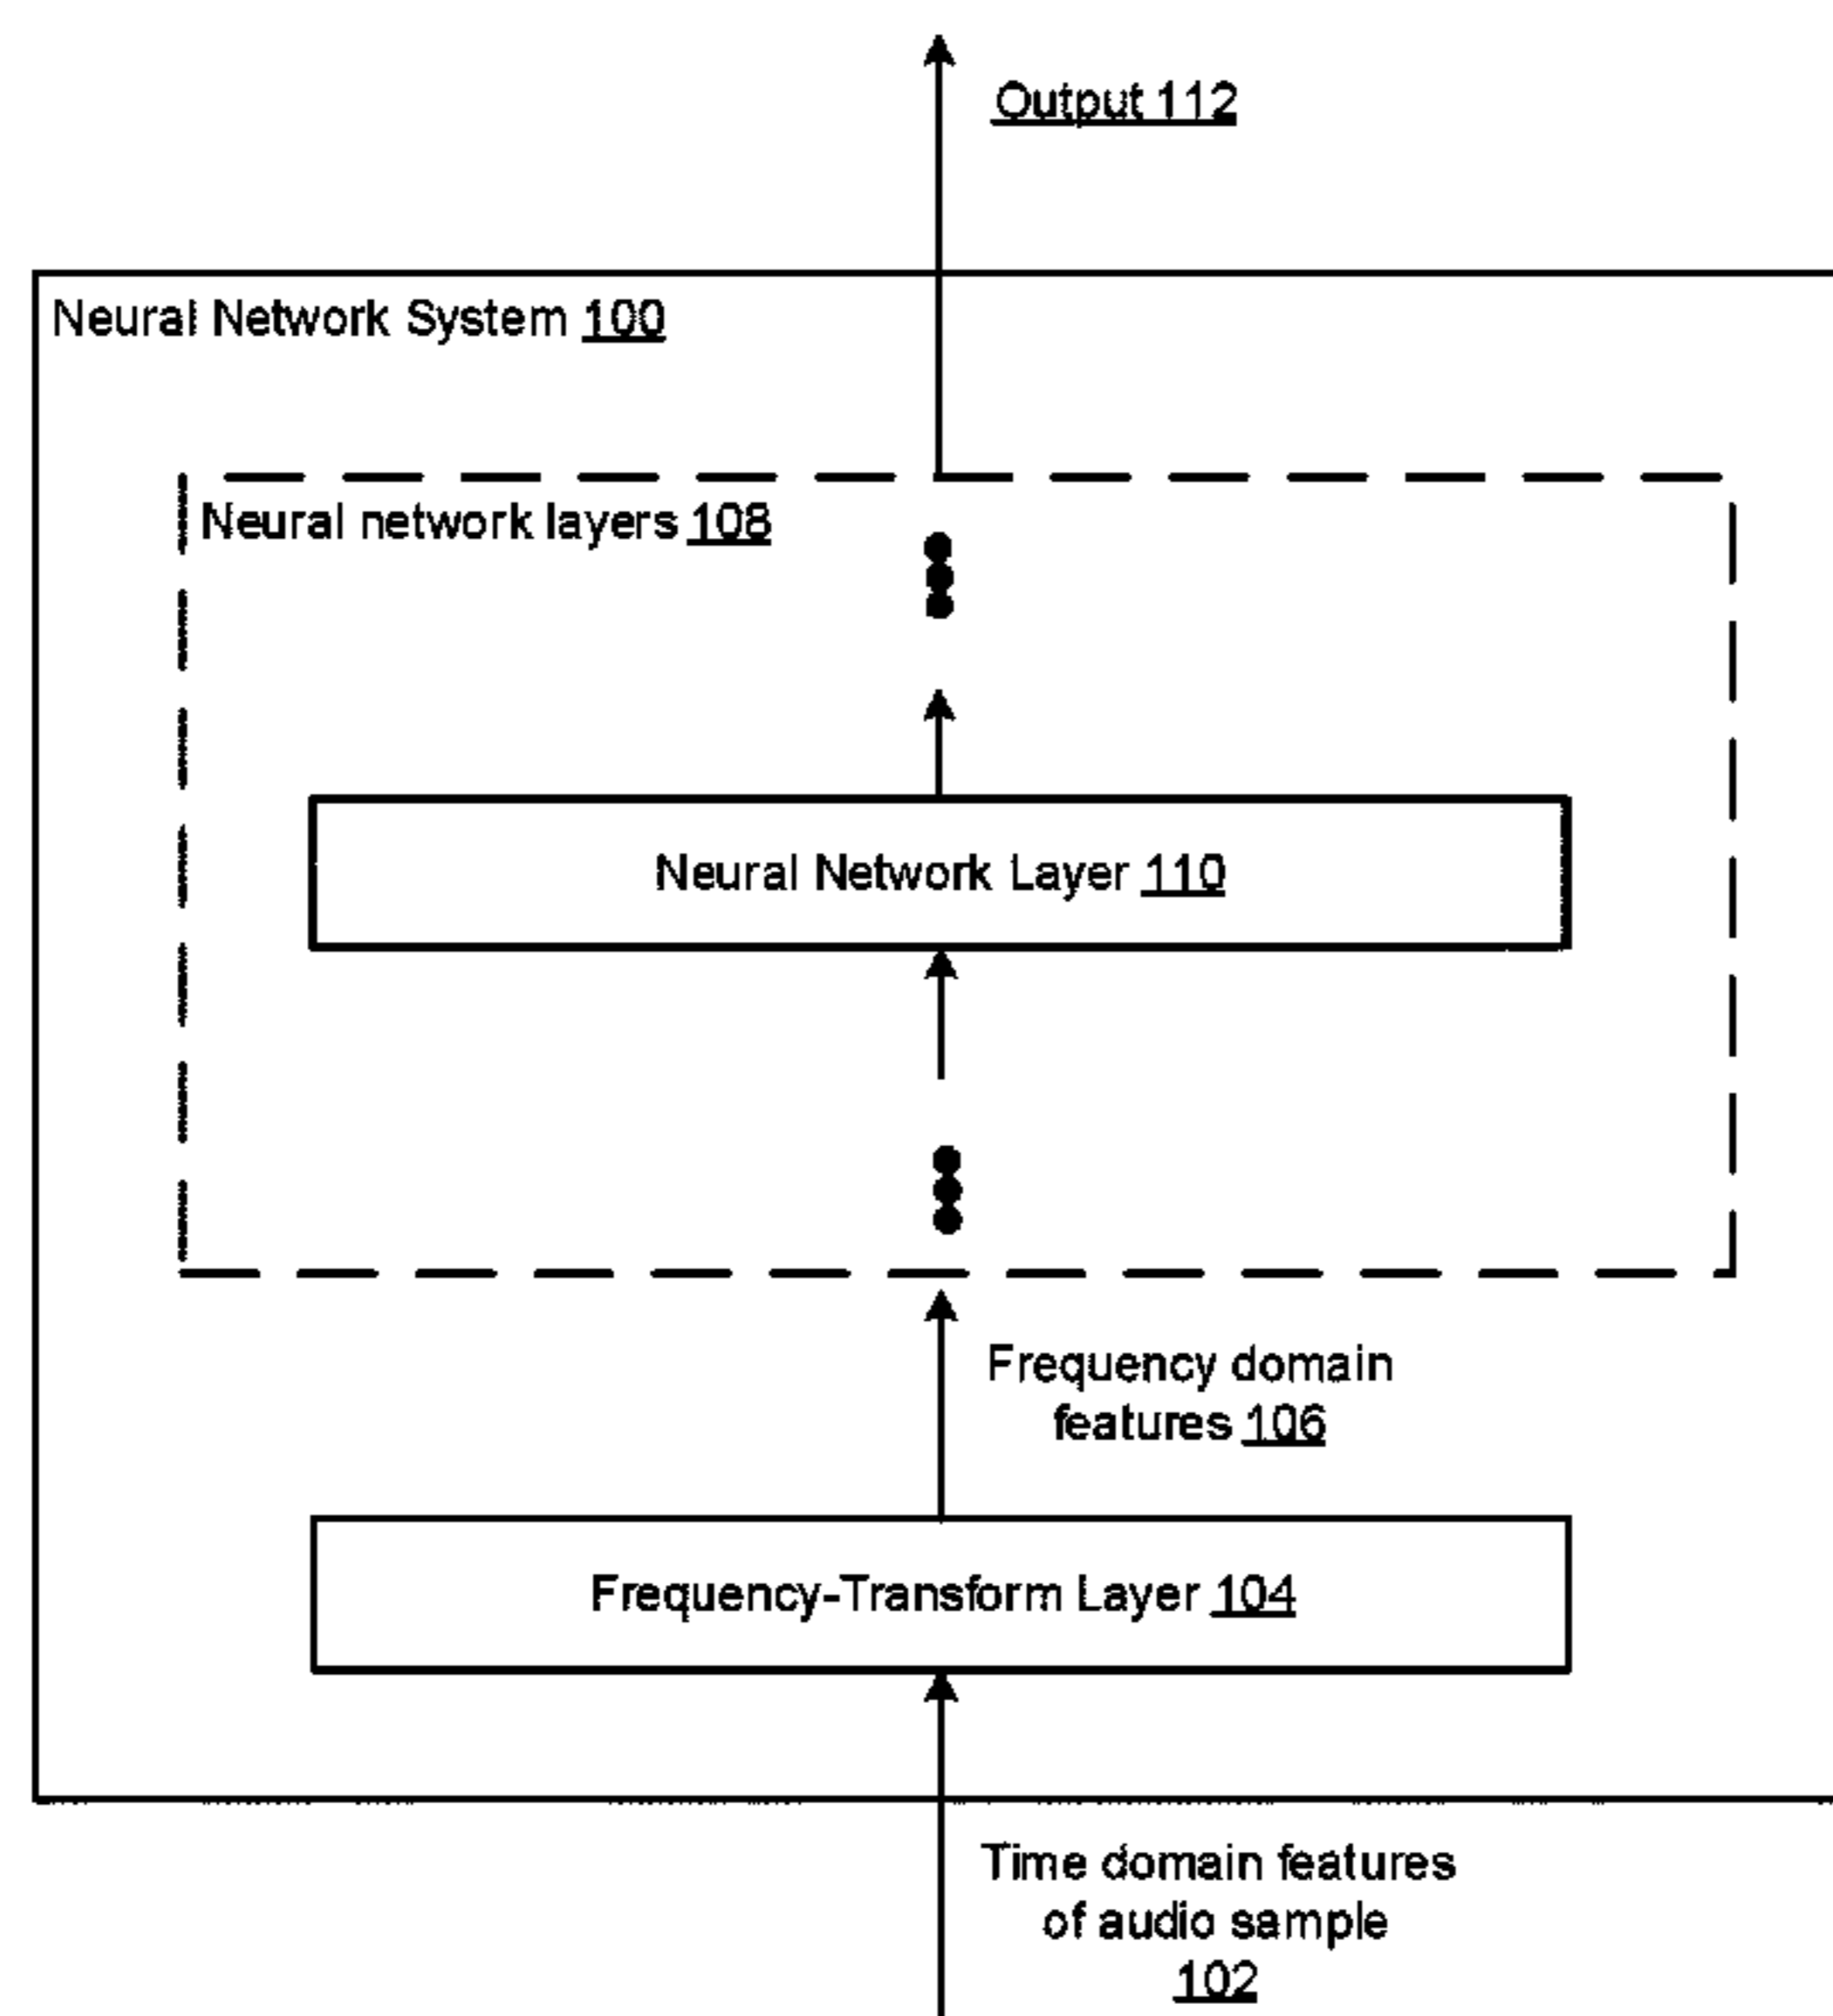 Output 112
Neural Network System 100
Neural network layers 108
Neural Network Layer 110
Frequency domain
features 106
Frequency-Transform Layer 104
Time domain features
of audio sample
102